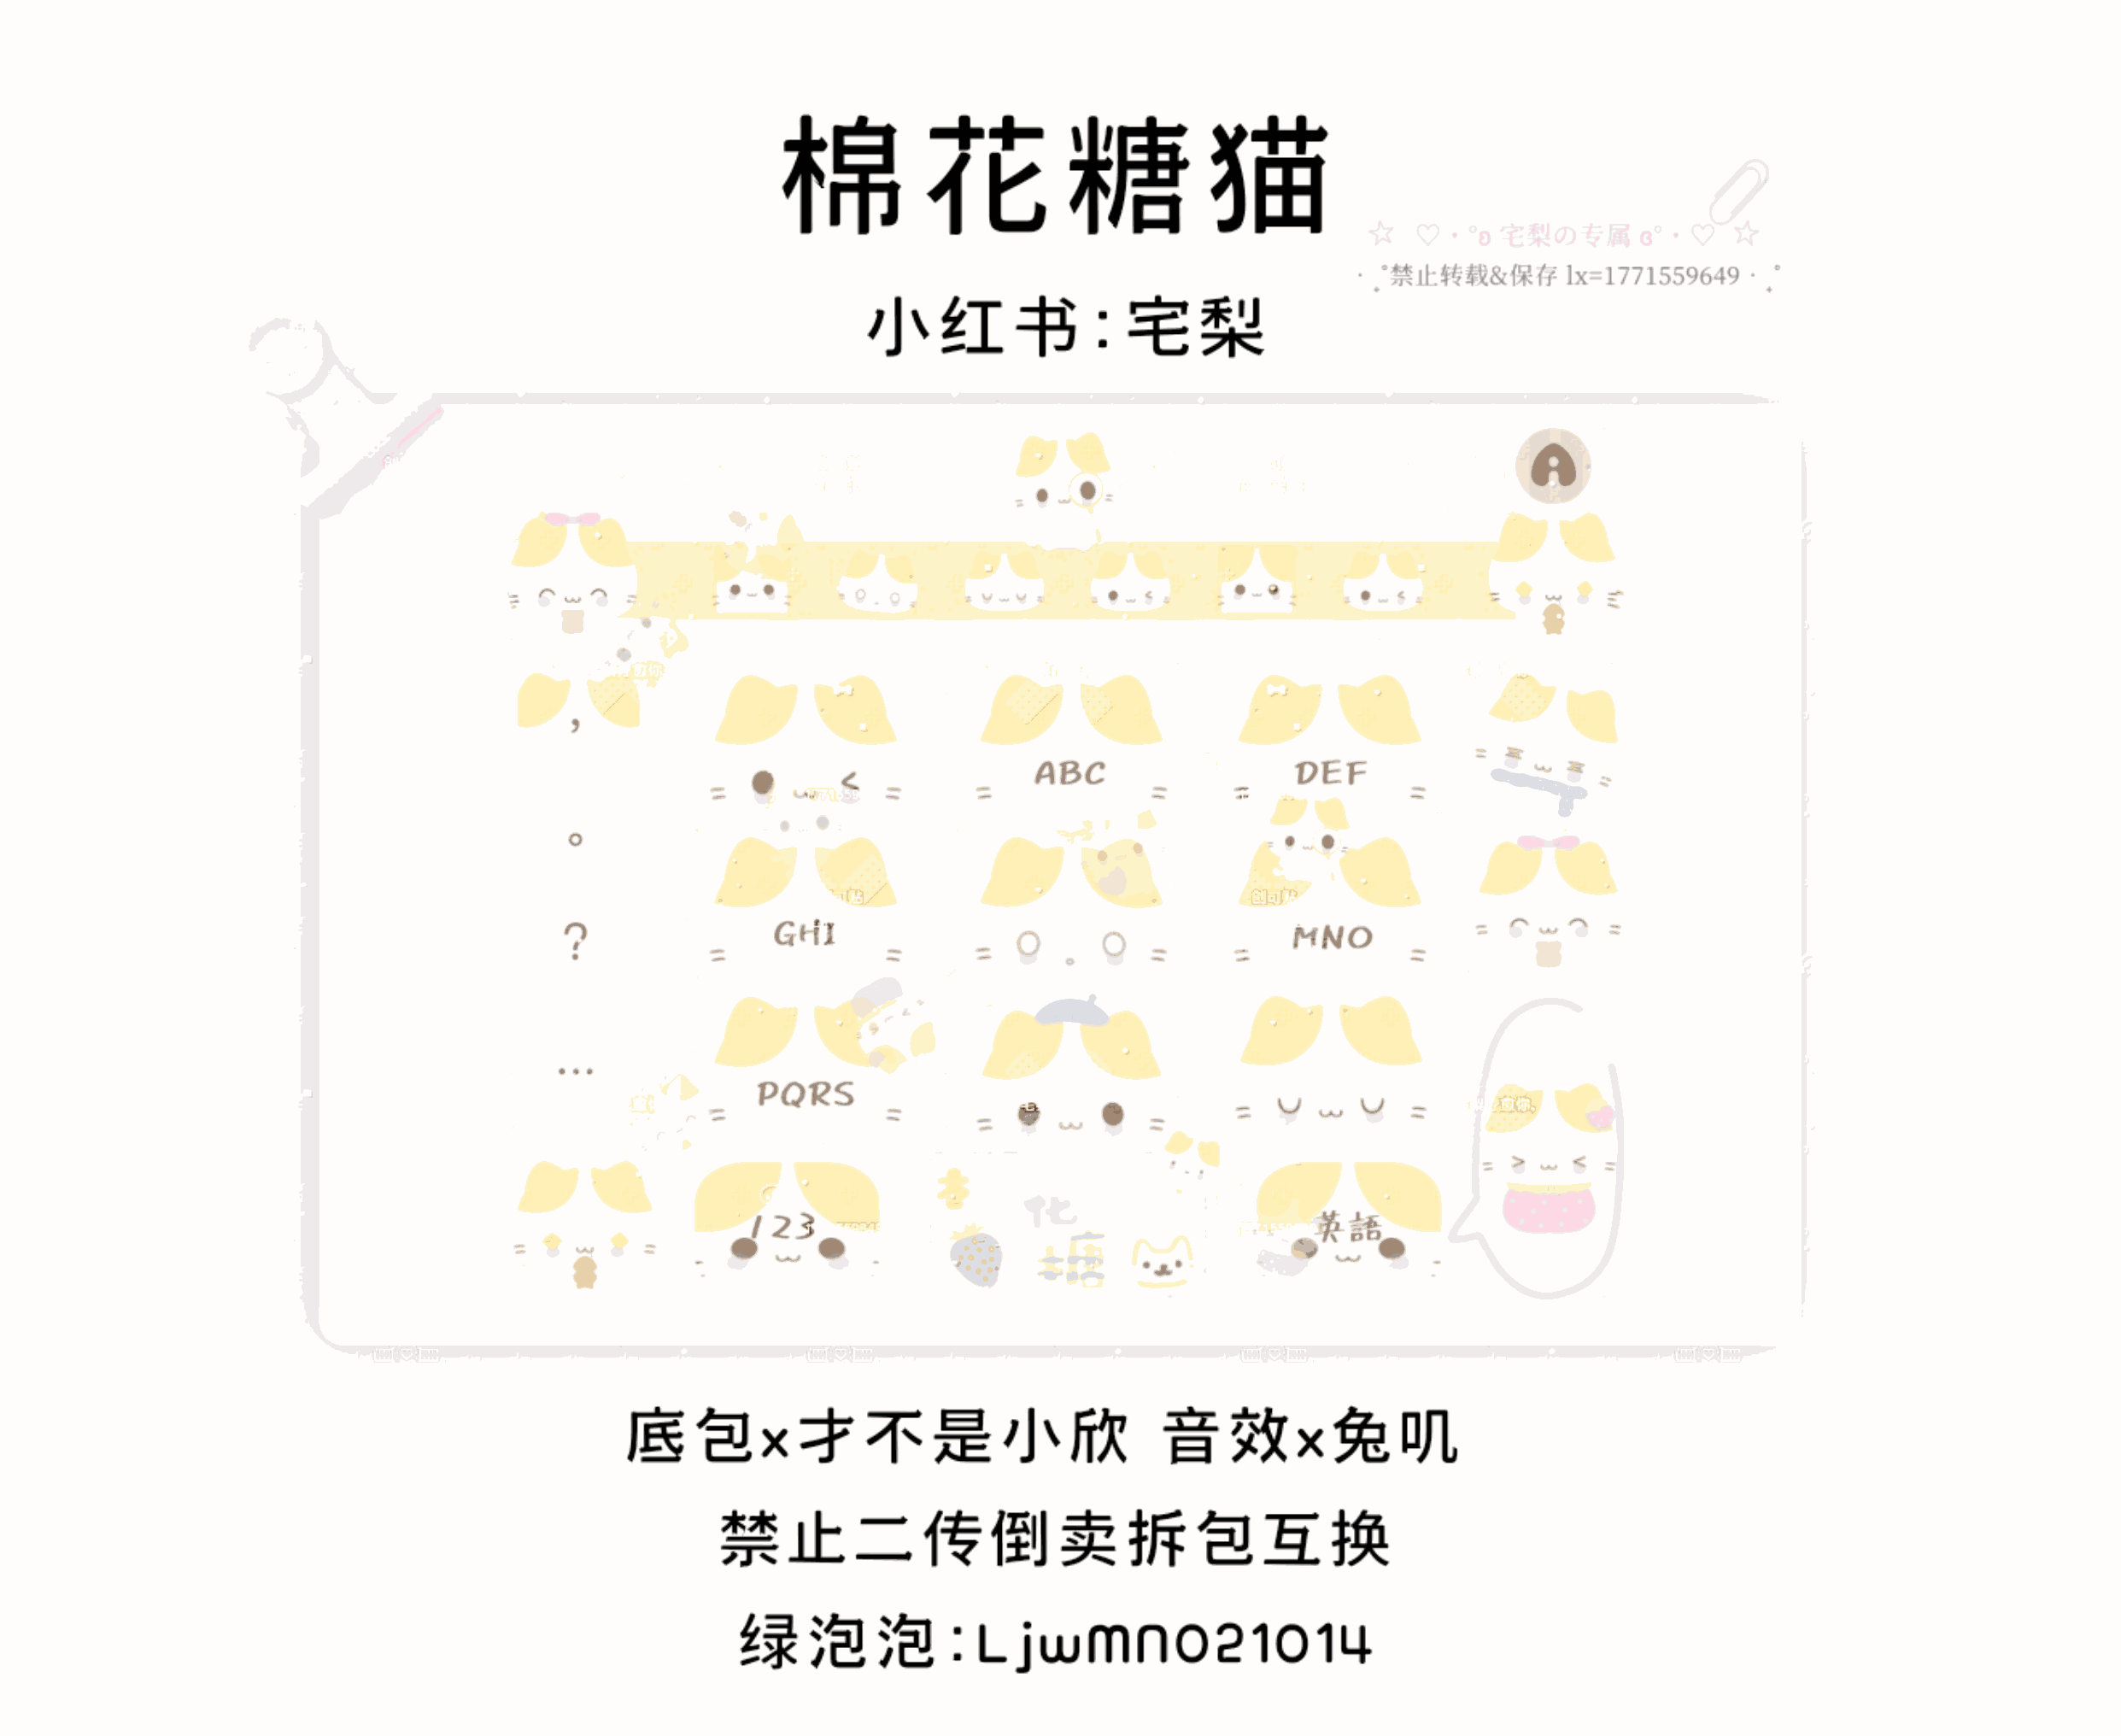 棉花糖猫
☆ ♡・°ʚ 宅梨の专属 ɞ°・♡ ☆
禁止转载&保存 lx=1771559649
小红书:宅梨
,
ABC
DEF
。
GHI
创可贴
MNO
?
PQRS
...
123
英語
底包x才不是小欣 音效x兔叽
禁止二传倒卖拆包互换
绿泡泡:LjwMN021014